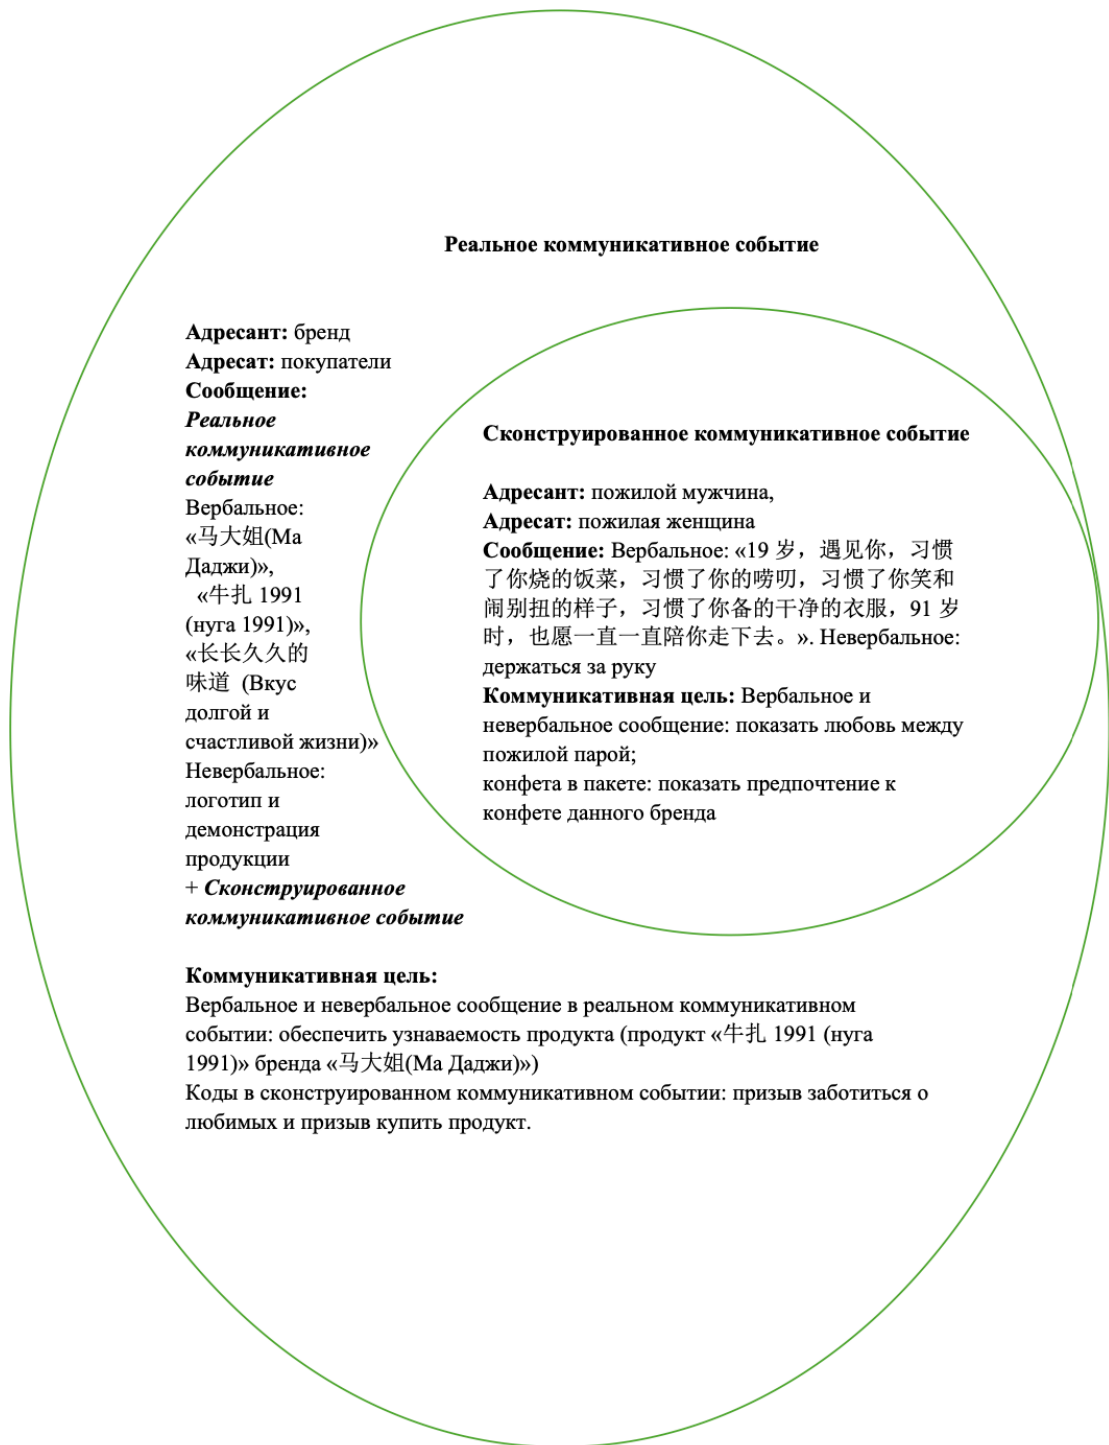 Реальное коммуникативное событие
Адресант: бренд
Адресат: покупатели
Сообщение:
Реальное
коммуникативное
событие
Вербальное:
«马大姐(Ма
Даджи)»,
«牛扎 1991
(нуга 1991)»,
«长长久久的
味道 (Вкус
долгой и
счастливой жизни)»
Невербальное:
логотип и
демонстрация
продукции
+ Сконструированное
коммуникативное событие
Сконструированное коммуникативное событие
Адресант: пожилой мужчина,
Адресат: пожилая женщина
Сообщение: Вербальное: «19 岁，遇见你，习惯
了你烧的饭菜，习惯了你的唠叨，习惯了你笑和
闹别扭的样子，习惯了你备的干净的衣服，91 岁
时，也愿一直一直陪你走下去。». Невербальное:
держаться за руку
Коммуникативная цель: Вербальное и
невербальное сообщение: показать любовь между
пожилой парой;
конфета в пакете: показать предпочтение к
конфете данного бренда
Коммуникативная цель:
Вербальное и невербальное сообщение в реальном коммуникативном
событии: обеспечить узнаваемость продукта (продукт «牛扎 1991 (нуга
1991)» бренда «马大姐(Ма Даджи)»)
Коды в сконструированном коммуникативном событии: призыв заботиться о
любимых и призыв купить продукт.